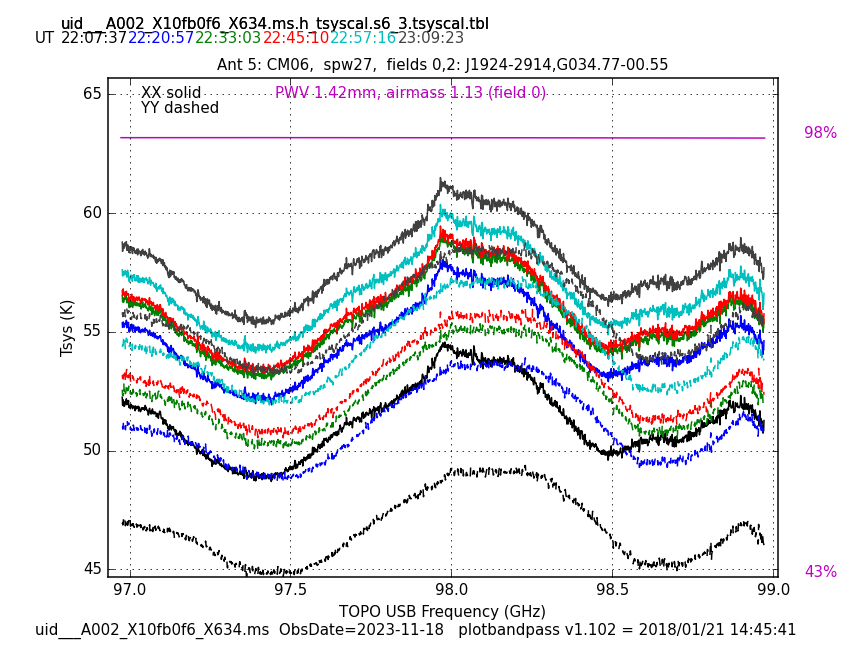 uid___A002_X10fb0f6_X634.ms.h_tsyscal.s6_3.tsyscal.tbl
UT 22:07:37 22:20:57 22:33:03 22:45:10 22:57:16 23:09:23
Ant 5: CM06,  spw27,  fields 0,2: J1924-2914,G034.77-00.55
XX solid
YY dashed
PWV 1.42mm, airmass 1.13 (field 0)
98%
43%
65
60
55
50
45
Tsys (K)
97.0 97.5 98.0 98.5 99.0
TOPO USB Frequency (GHz)
uid___A002_X10fb0f6_X634.ms  ObsDate=2023-11-18   plotbandpass v1.102 = 2018/01/21 14:45:41